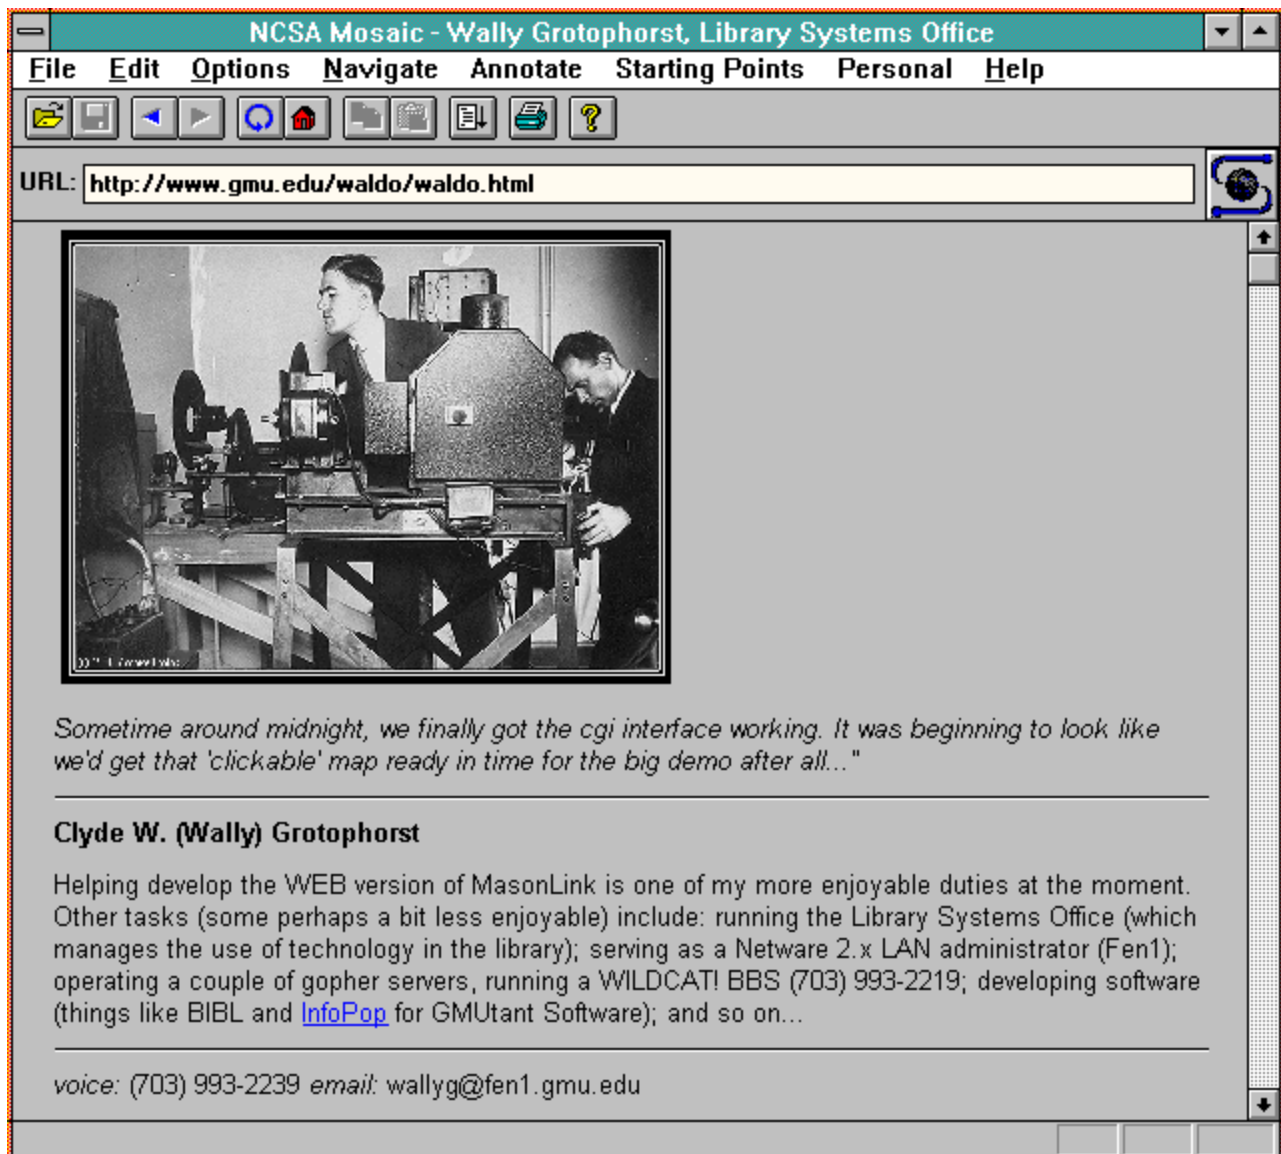 NCSA Mosaic - Wally Grotophorst, Library Systems Office
File Edit Options Navigate Annotate Starting Points Personal Help
URL: http://www.gmu.edu/waldo/waldo.html
Sometime around midnight, we finally got the cgi interface working. It was beginning to look like
we'd get that 'clickable' map ready in time for the big demo after all..."
Clyde W. (Wally) Grotophorst
Helping develop the WEB version of MasonLink is one of my more enjoyable duties at the moment.
Other tasks (some perhaps a bit less enjoyable) include: running the Library Systems Office (which
manages the use of technology in the library); serving as a Netware 2.x LAN administrator (Fen1);
operating a couple of gopher servers, running a WILDCAT! BBS (703) 993-2219; developing software
(things like BIBL and InfoPop for GMUtant Software); and so on...
voice: (703) 993-2239 email: wallyg@fen1.gmu.edu